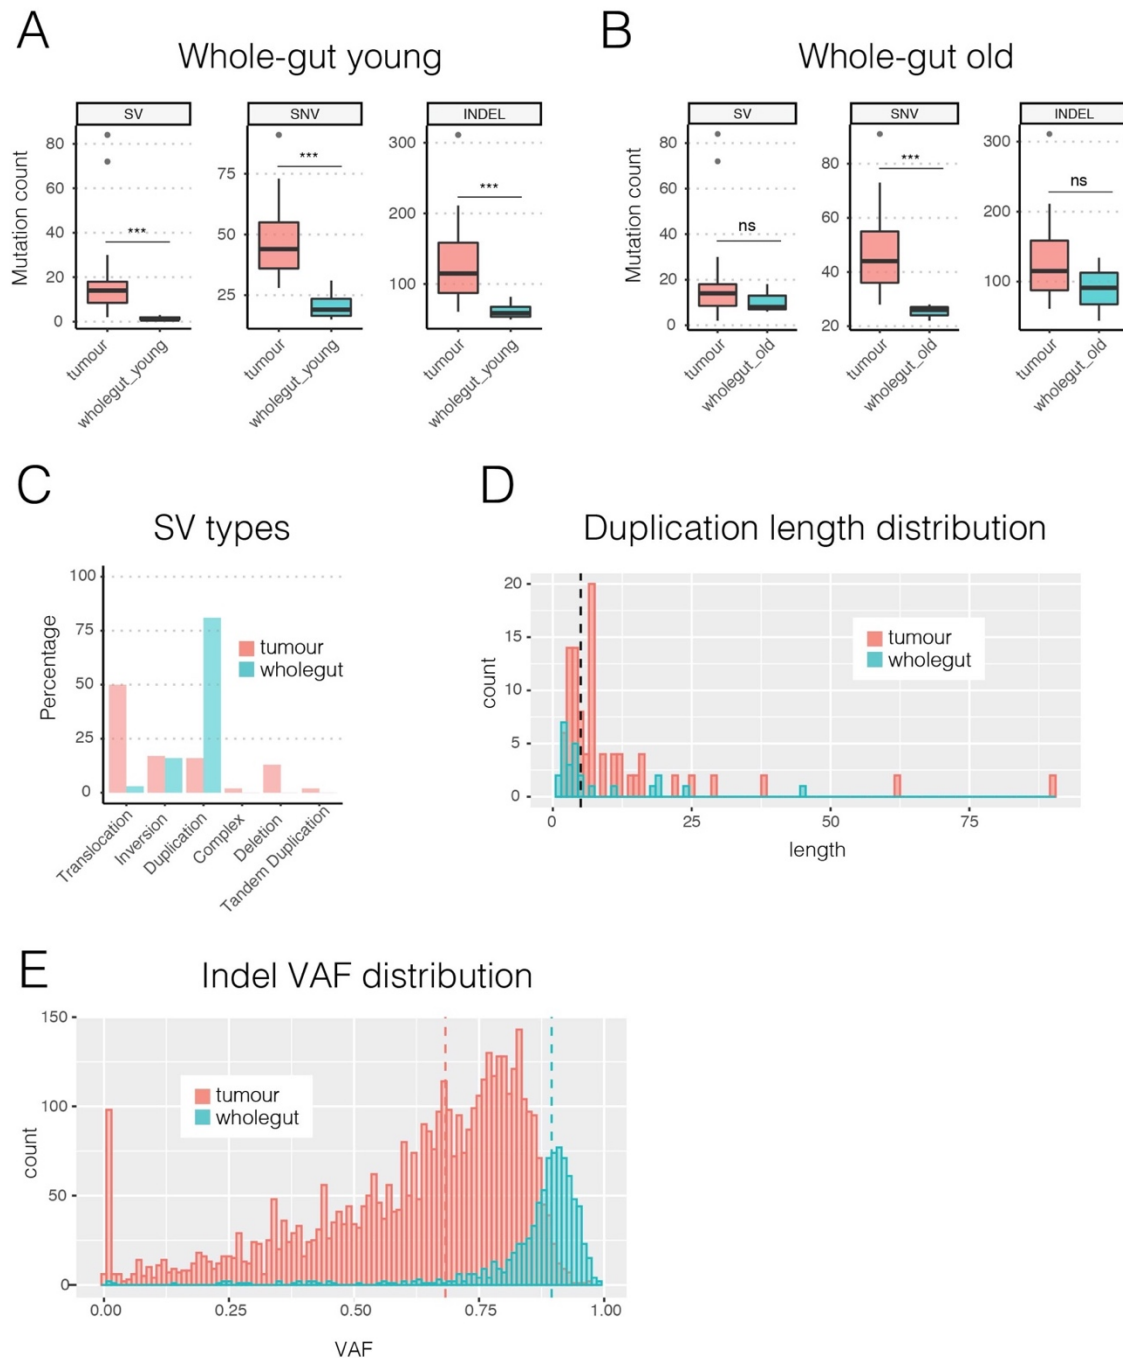 A
Whole-gut young
SV
SNV
INDEL
Mutation count
80
60
40
20
0
75
50
25
300
200
100
***
***
***
tumour
wholegut_young
tumour
wholegut_young
tumour
wholegut_young
B
Whole-gut old
SV
SNV
INDEL
Mutation count
80
60
40
20
0
80
60
40
20
300
200
100
ns
***
ns
tumour
wholegut_old
tumour
wholegut_old
tumour
wholegut_old
C
SV types
Percentage
100
75
50
25
0
tumour
wholegut
Translocation
Inversion
Duplication
Complex
Deletion
Tandem Duplication
D
Duplication length distribution
count
20
15
10
5
0
tumour
wholegut
0
25
50
75
length
E
Indel VAF distribution
count
150
100
50
0
tumour
wholegut
0.00
0.25
0.50
0.75
1.00
VAF